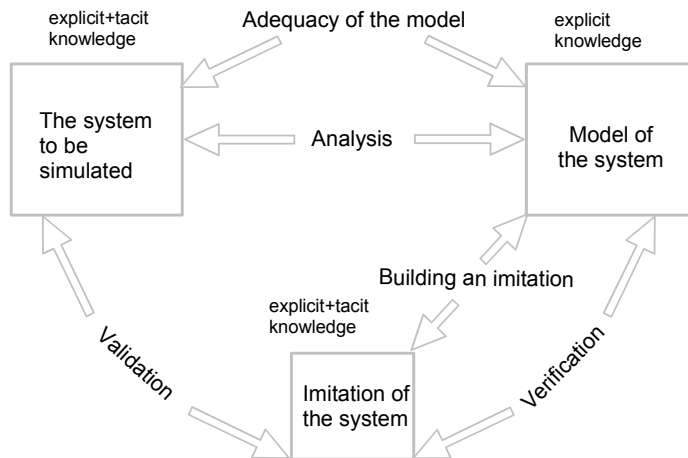 explicit+tacit
knowledge
Adequacy of the model
explicit
knowledge
The system
to be
simulated
Analysis
Model of
the system
Building an imitation
explicit+tacit
knowledge
Validation
Imitation of
the system
Verification